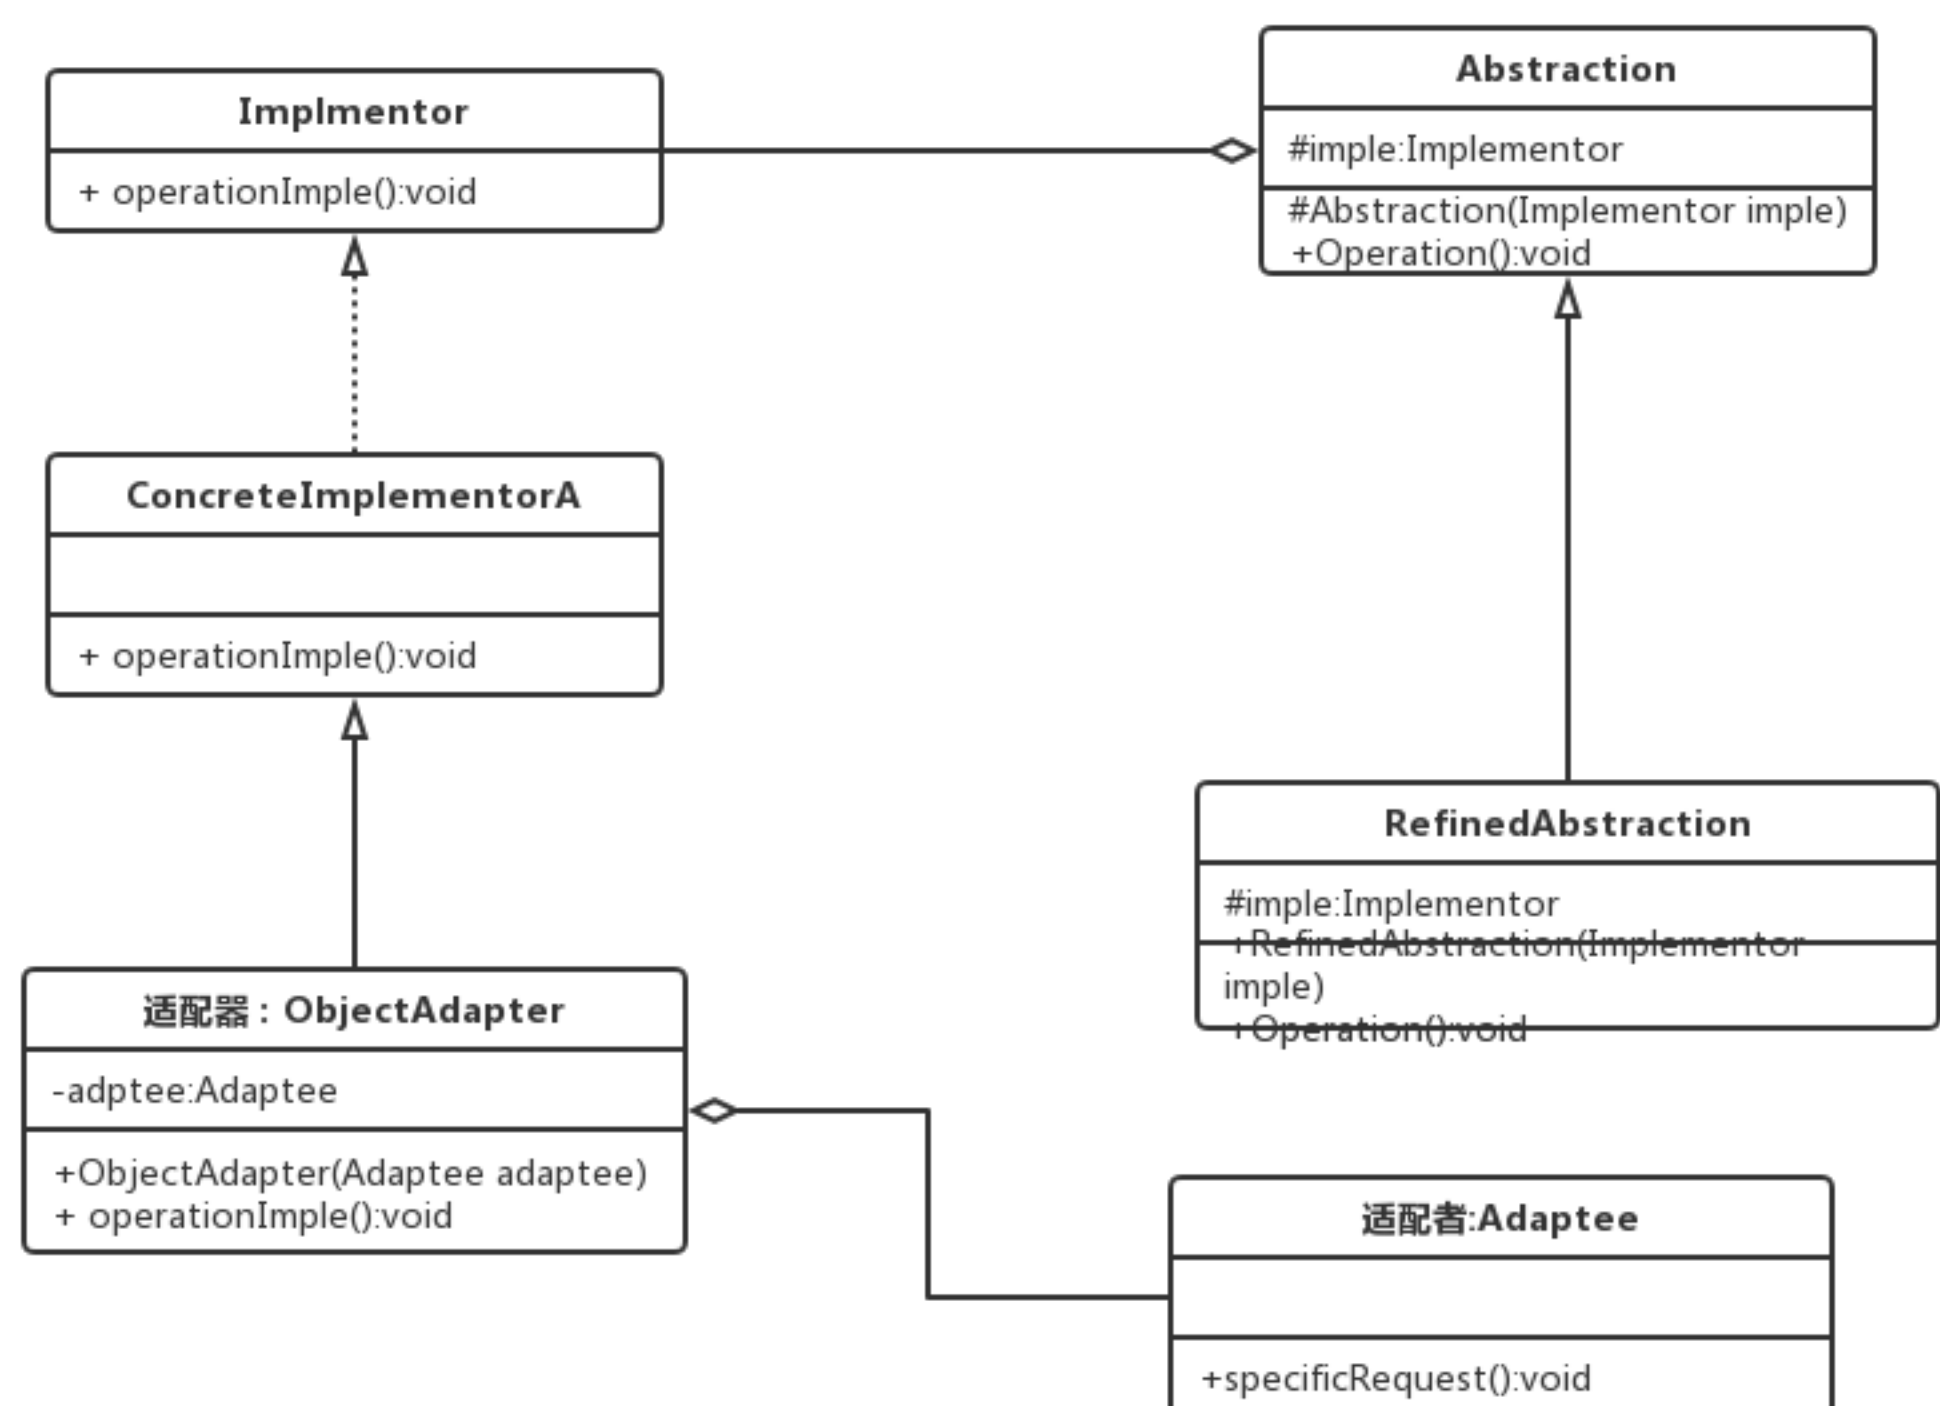 Implmentor
+ operationImple():void
Abstraction
#imple:Implementor
#Abstraction(Implementor imple)
+Operation():void
ConcreteImplementorA
+ operationImple():void
RefinedAbstraction
#imple:Implementor
+RefinedAbstraction(Implementor
imple)
+Operation():void
适配器：ObjectAdapter
-adptee:Adaptee
+ObjectAdapter(Adaptee adaptee)
+ operationImple():void
适配者:Adaptee
+specificRequest():void